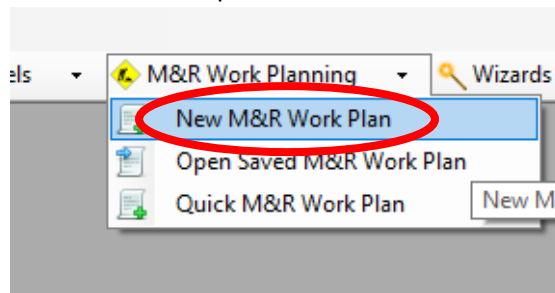 els M&R Work Planning Wizards
New M&R Work Plan
Open Saved M&R Work Plan
Quick M&R Work Plan New M